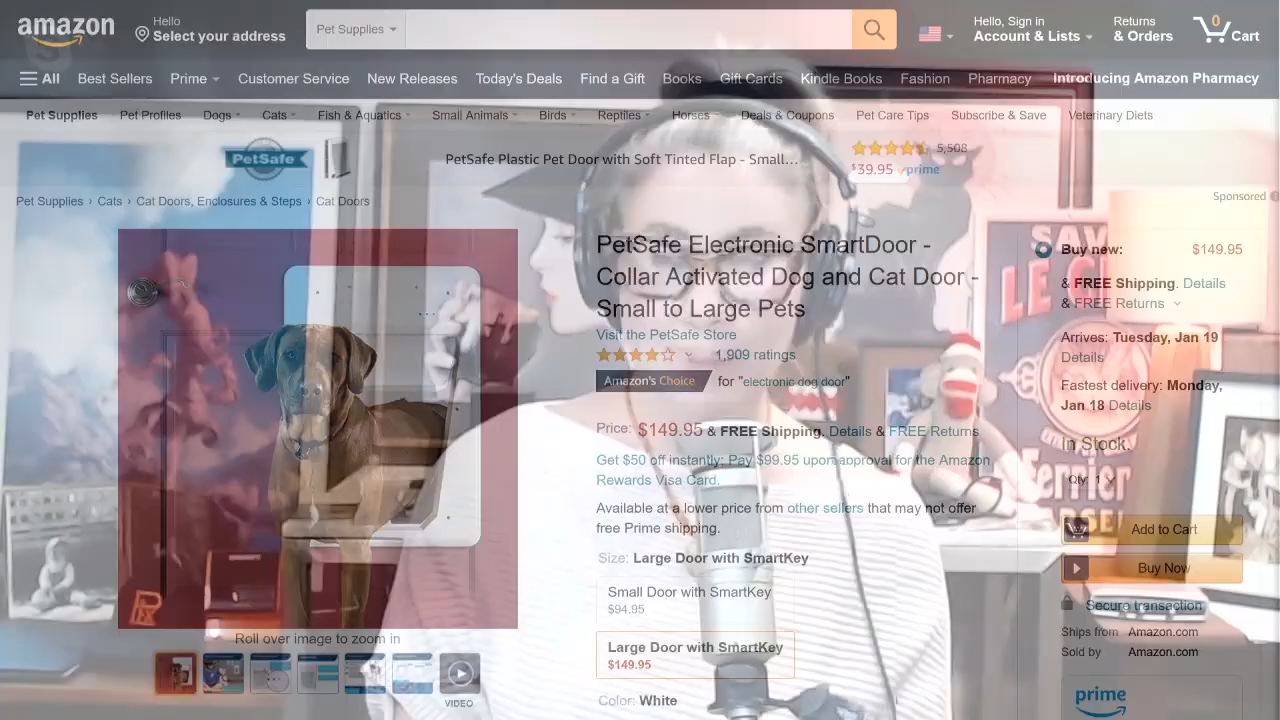 amazon
Hello
Select your address
Pet Supplies
Hello, Sign in
Account & Lists
Returns
& Orders
0
Cart
All
Best Sellers
Prime
Customer Service
New Releases
Today's Deals
Find a Gift
Books
Gift Cards
Kindle Books
Fashion
Pharmacy
Introducing Amazon Pharmacy
Pet Supplies
Pet Profiles
Dogs
Cats
Fish & Aquatics
Small Animals
Birds
Reptiles
Horses
Deals & Coupons
Pet Care Tips
Subscribe & Save
Veterinary Diets
PetSafe
PetSafe Plastic Pet Door with Soft Tinted Flap - Small...
5,508
$39.95 prime
Sponsored
Pet Supplies › Cats › Cat Doors, Enclosures & Steps › Cat Doors
PetSafe Electronic SmartDoor -
Collar Activated Dog and Cat Door -
Small to Large Pets
Visit the PetSafe Store
1,909 ratings
Amazon's Choice for "electronic dog door"
Price: $149.95 & FREE Shipping. Details & FREE Returns
Get $50 off instantly: Pay $99.95 upon approval for the Amazon
Rewards Visa Card.
Available at a lower price from other sellers that may not offer
free Prime shipping.
Size: Large Door with SmartKey
Small Door with SmartKey
$94.95
Large Door with SmartKey
$149.95
Color: White
Roll over image to zoom in
VIDEO
Buy new: $149.95
& FREE Shipping. Details
& FREE Returns
Arrives: Tuesday, Jan 19
Details
Fastest delivery: Monday,
Jan 18 Details
In Stock.
Qty: 1
Add to Cart
Buy Now
Secure transaction
Ships from Amazon.com
Sold by Amazon.com
prime
SAV